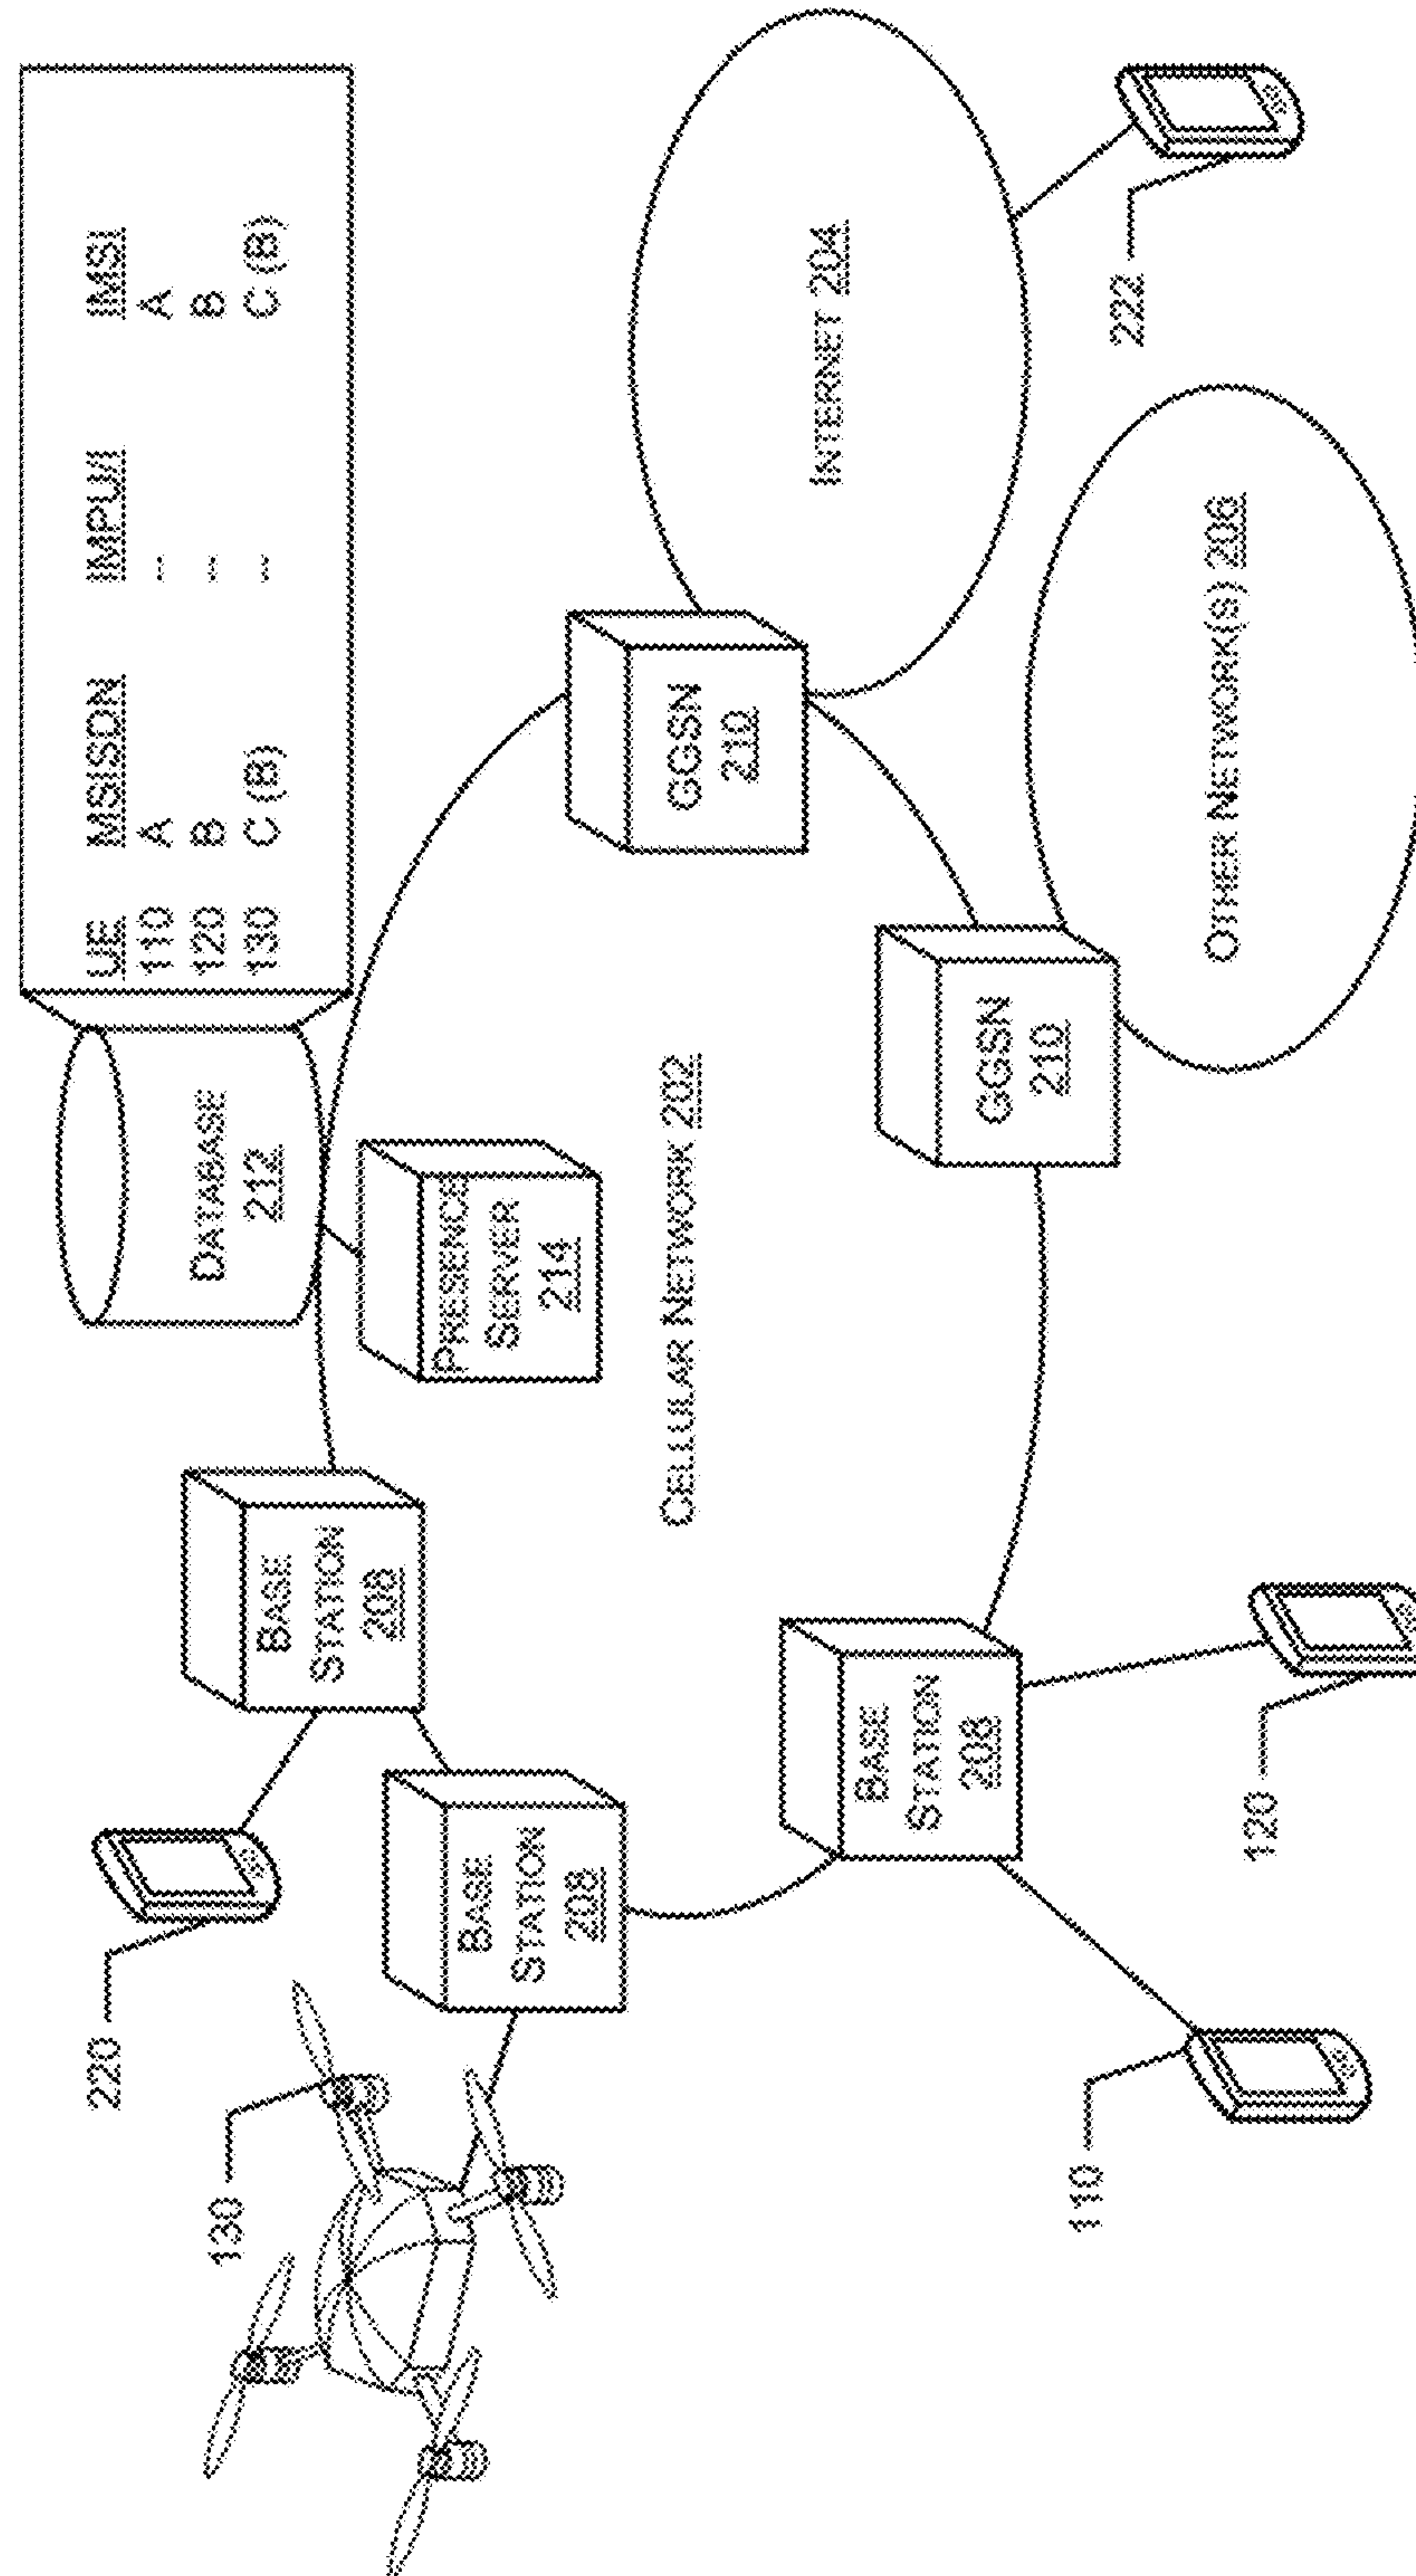 UE MSISDN IMPU/I IMSI
110 A -- A
120 B -- B
130 C (B) -- C (B)
DATABASE
212
PRESENCE
SERVER
214
220
130
BASE
STATION
208
BASE
STATION
208
CELLULAR NETWORK 202
GGSN
210
INTERNET 204
BASE
STATION
208
GGSN
210
OTHER NETWORK(S) 206
110
120
222